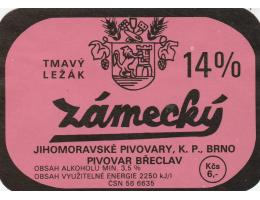 TMAVÝ
LEŽÁK
14%
zámecký
JIHOMORAVSKÉ PIVOVARY, K. P., BRNO
PIVOVAR BŘECLAV
OBSAH ALKOHOLU MIN. 3,5 %
OBSAH VYUŽITELNÉ ENERGIE 2250 kJ/l
ČSN 56 6635
Kčs
6,-